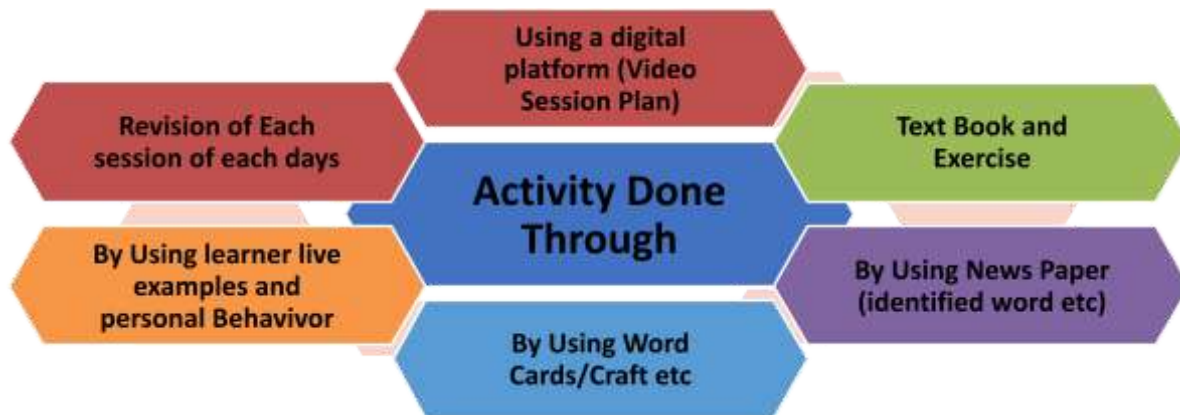 Using a digital
platform (Video
Session Plan)
Revision of Each
session of each days
Text Book and
Exercise
Activity Done
Through
By Using learner live
examples and
personal Behavivor
By Using News Paper
(identified word etc)
By Using Word
Cards/Craft etc